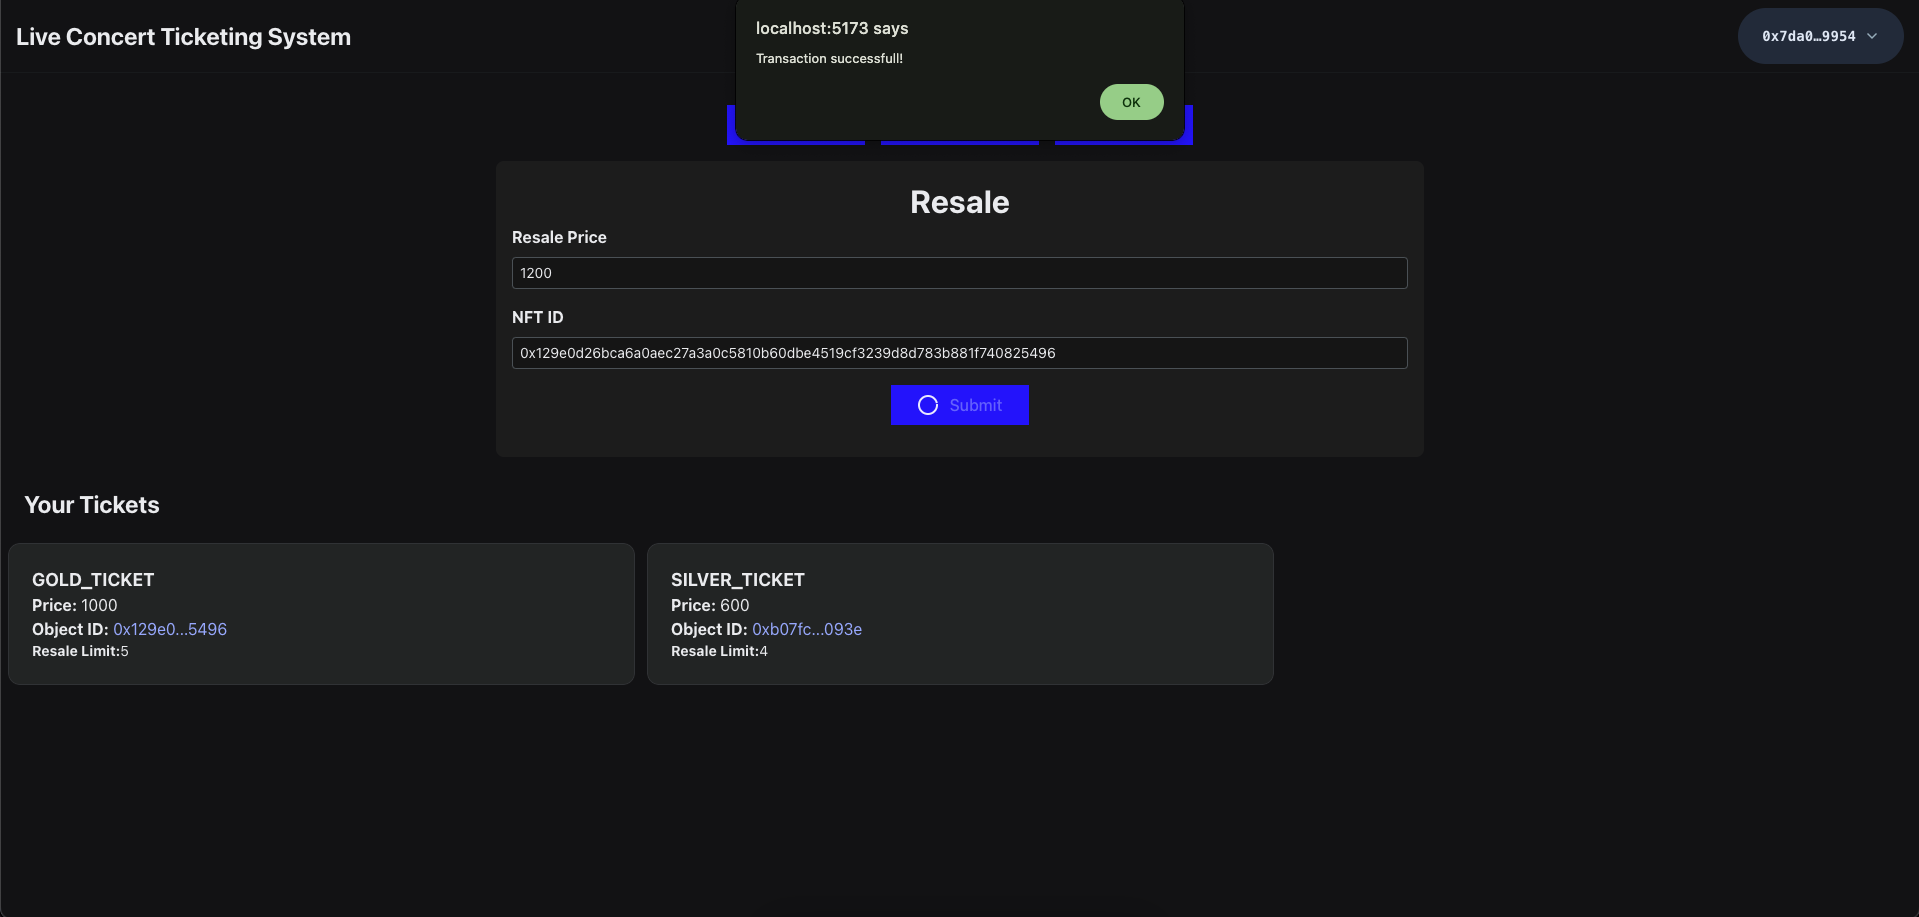 Live Concert Ticketing System
0x7da0…9954
localhost:5173 says
Transaction successfull!
OK
Resale
Resale Price
1200
NFT ID
0x129e0d26bca6a0aec27a3a0c5810b60dbe4519cf3239d8d783b881f740825496
Submit
Your Tickets
GOLD_TICKET
Price: 1000
Object ID: 0x129e0...5496
Resale Limit:5
SILVER_TICKET
Price: 600
Object ID: 0xb07fc...093e
Resale Limit:4